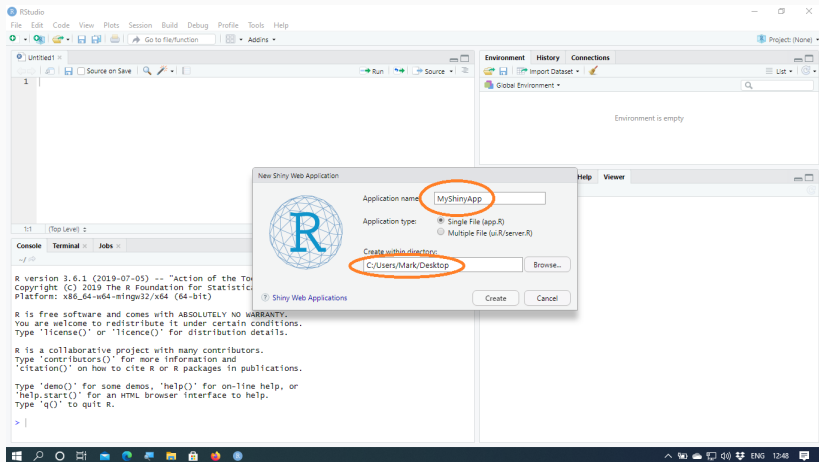 RStudio
File Edit Code View Plots Session Build Debug Profile Tools Help
Go to file/function Addins Project: (None)
Untitled1
Source on Save Run Source
1
1:1 (Top Level)
Console Terminal Jobs
~/
R version 3.6.1 (2019-07-05) -- "Action of the To
Copyright (C) 2019 The R Foundation for Statistic
Platform: x86_64-w64-mingw32/x64 (64-bit)
R is free software and comes with ABSOLUTELY NO WARRANTY.
You are welcome to redistribute it under certain conditions.
Type 'license()' or 'licence()' for distribution details.
R is a collaborative project with many contributors.
Type 'contributors()' for more information and
'citation()' on how to cite R or R packages in publications.
Type 'demo()' for some demos, 'help()' for on-line help, or
'help.start()' for an HTML browser interface to help.
Type 'q()' to quit R.
>
Environment History Connections
Import Dataset List
Global Environment
Environment is empty
Help Viewer
New Shiny Web Application
R
Application name:
MyShinyApp
Application type:
Single File (app.R)
Multiple File (ui.R/server.R)
Create within directory:
C:/Users/Mark/Desktop
Browse...
? Shiny Web Applications
Create
Cancel
ENG 12:48